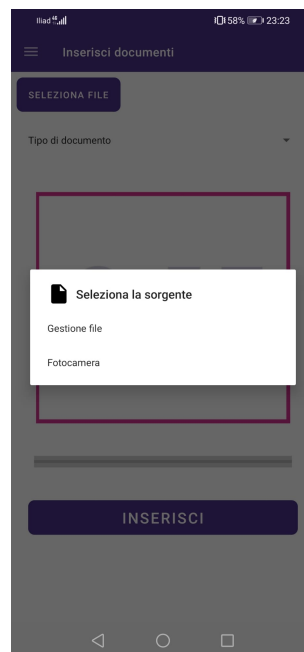 Iliad 58% 23:23
Inserisci documenti
SELEZIONA FILE
Tipo di documento
Seleziona la sorgente
Gestione file
Fotocamera
INSERISCI